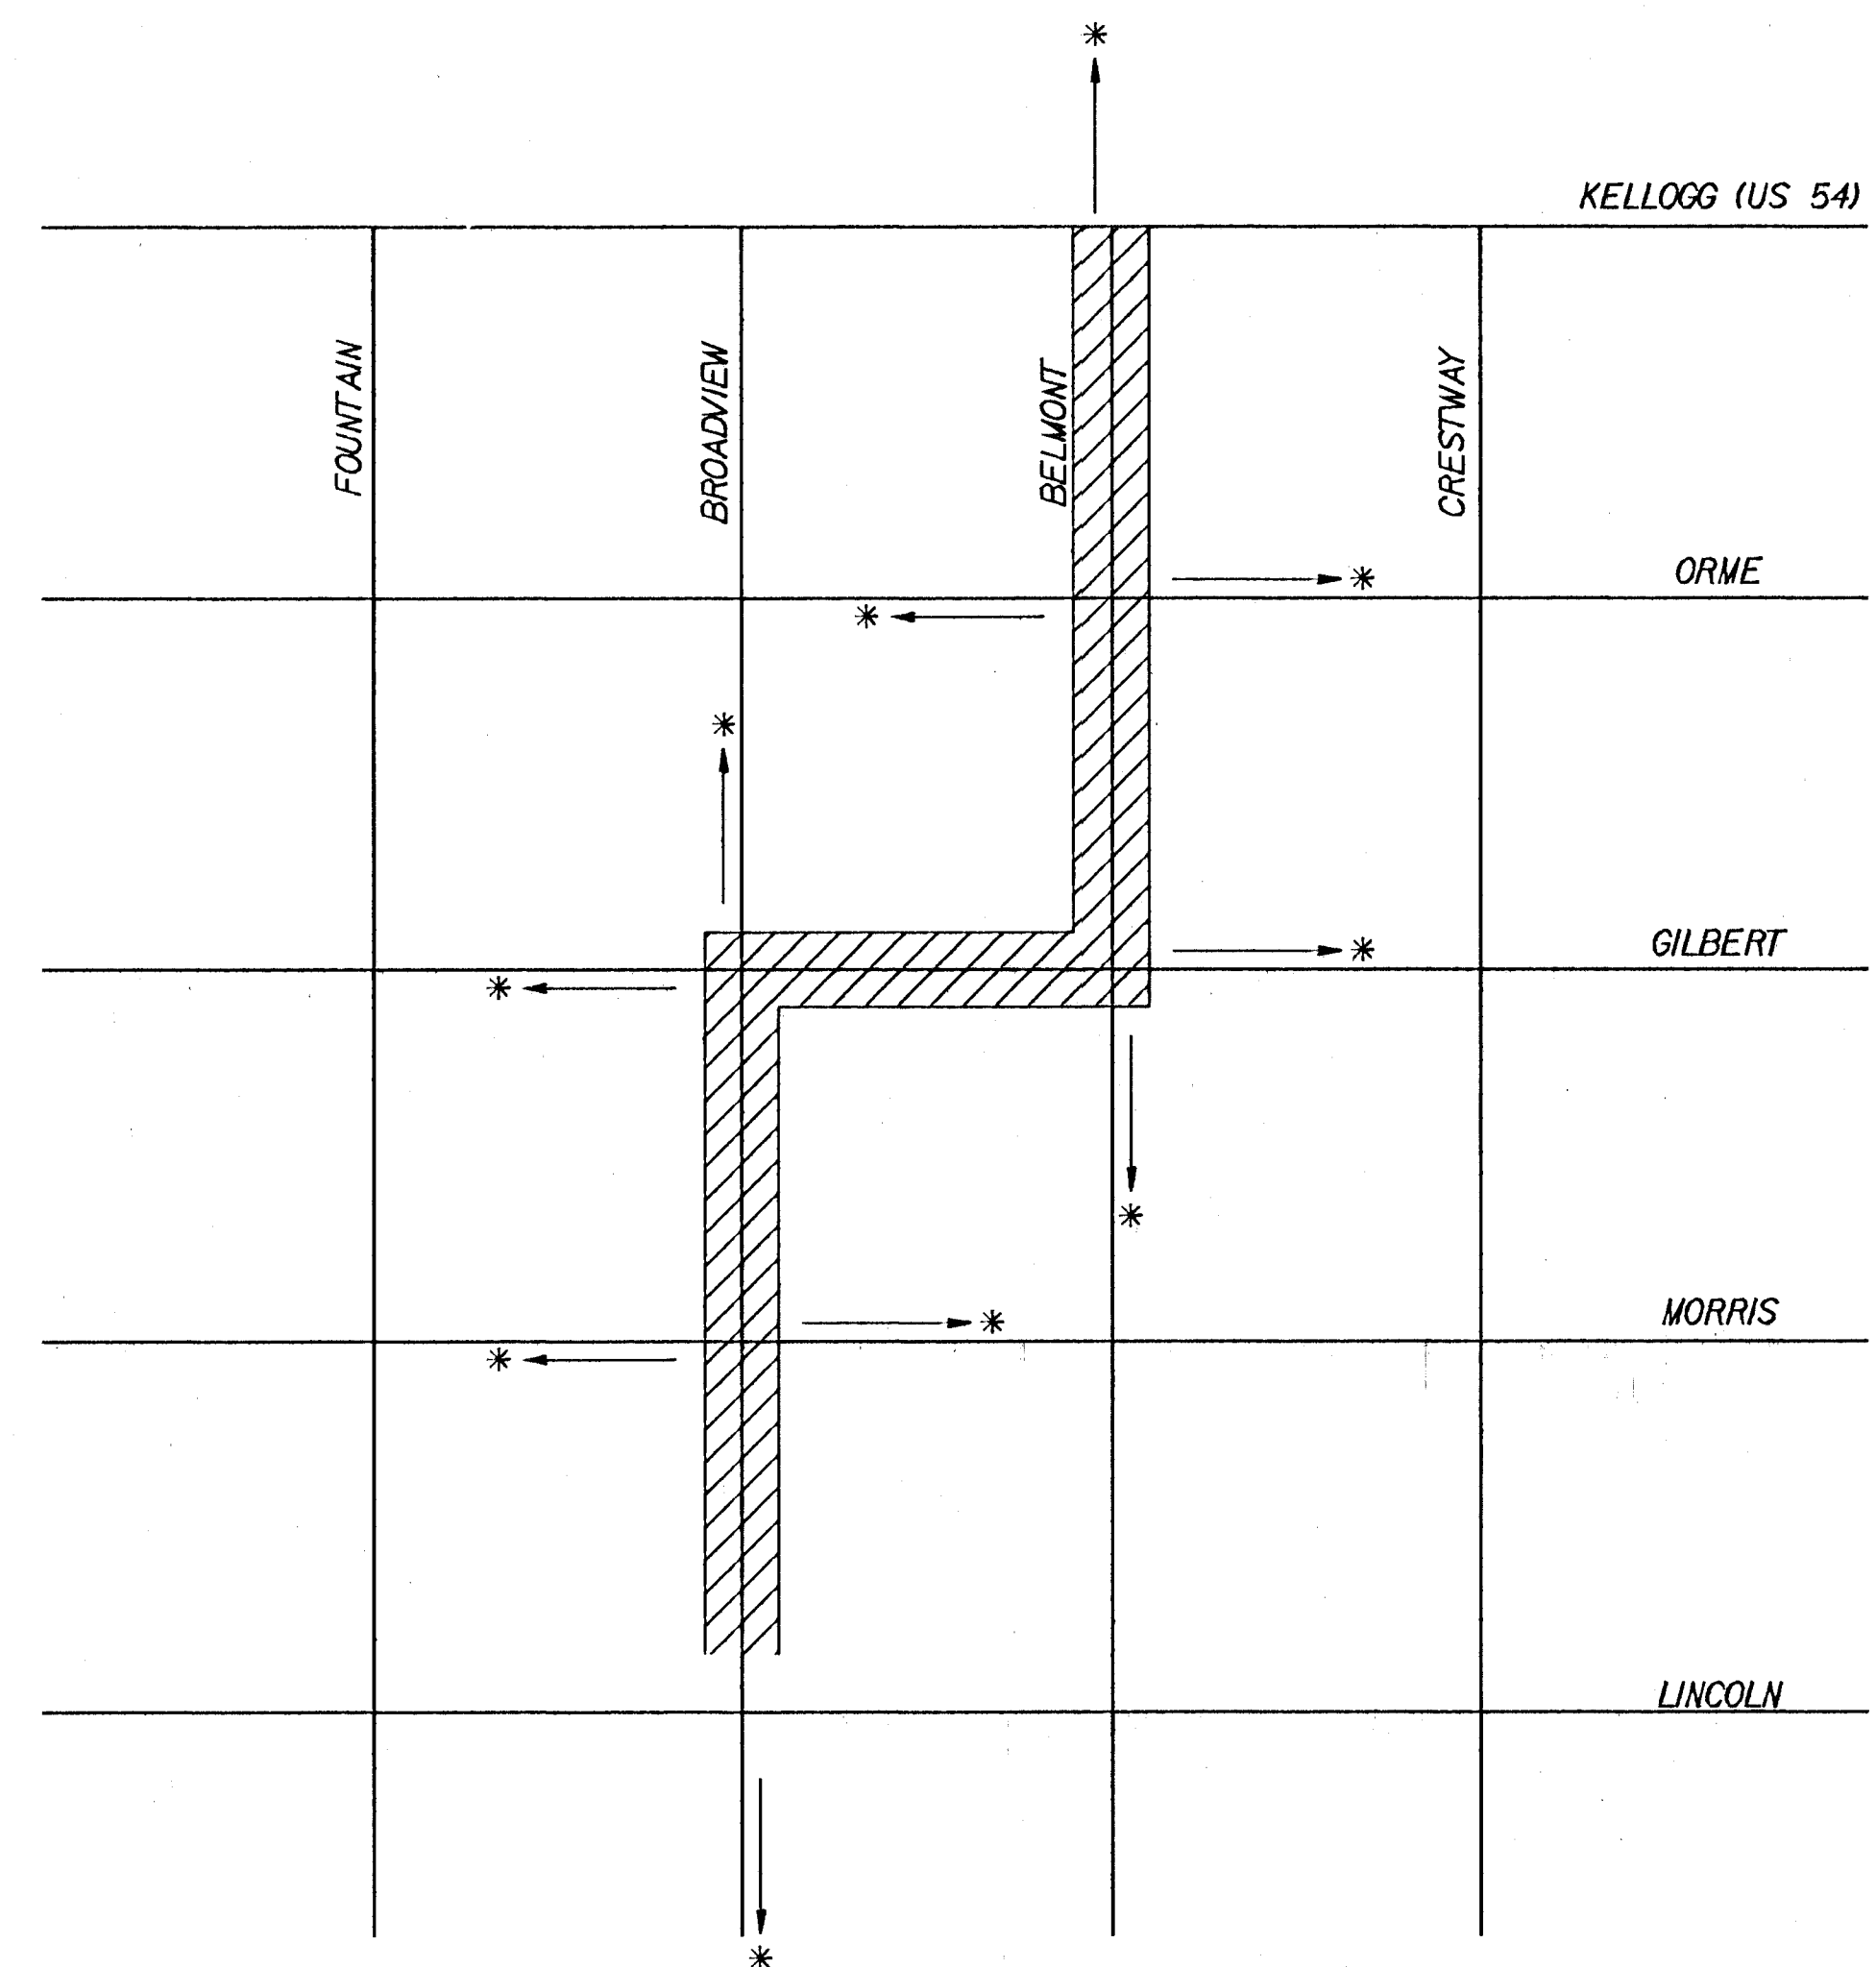 KELLOGG (US 54)
FOUNTAIN
BROADVIEW
BELMONT
CRESTWAY
ORME
GILBERT
MORRIS
LINCOLN